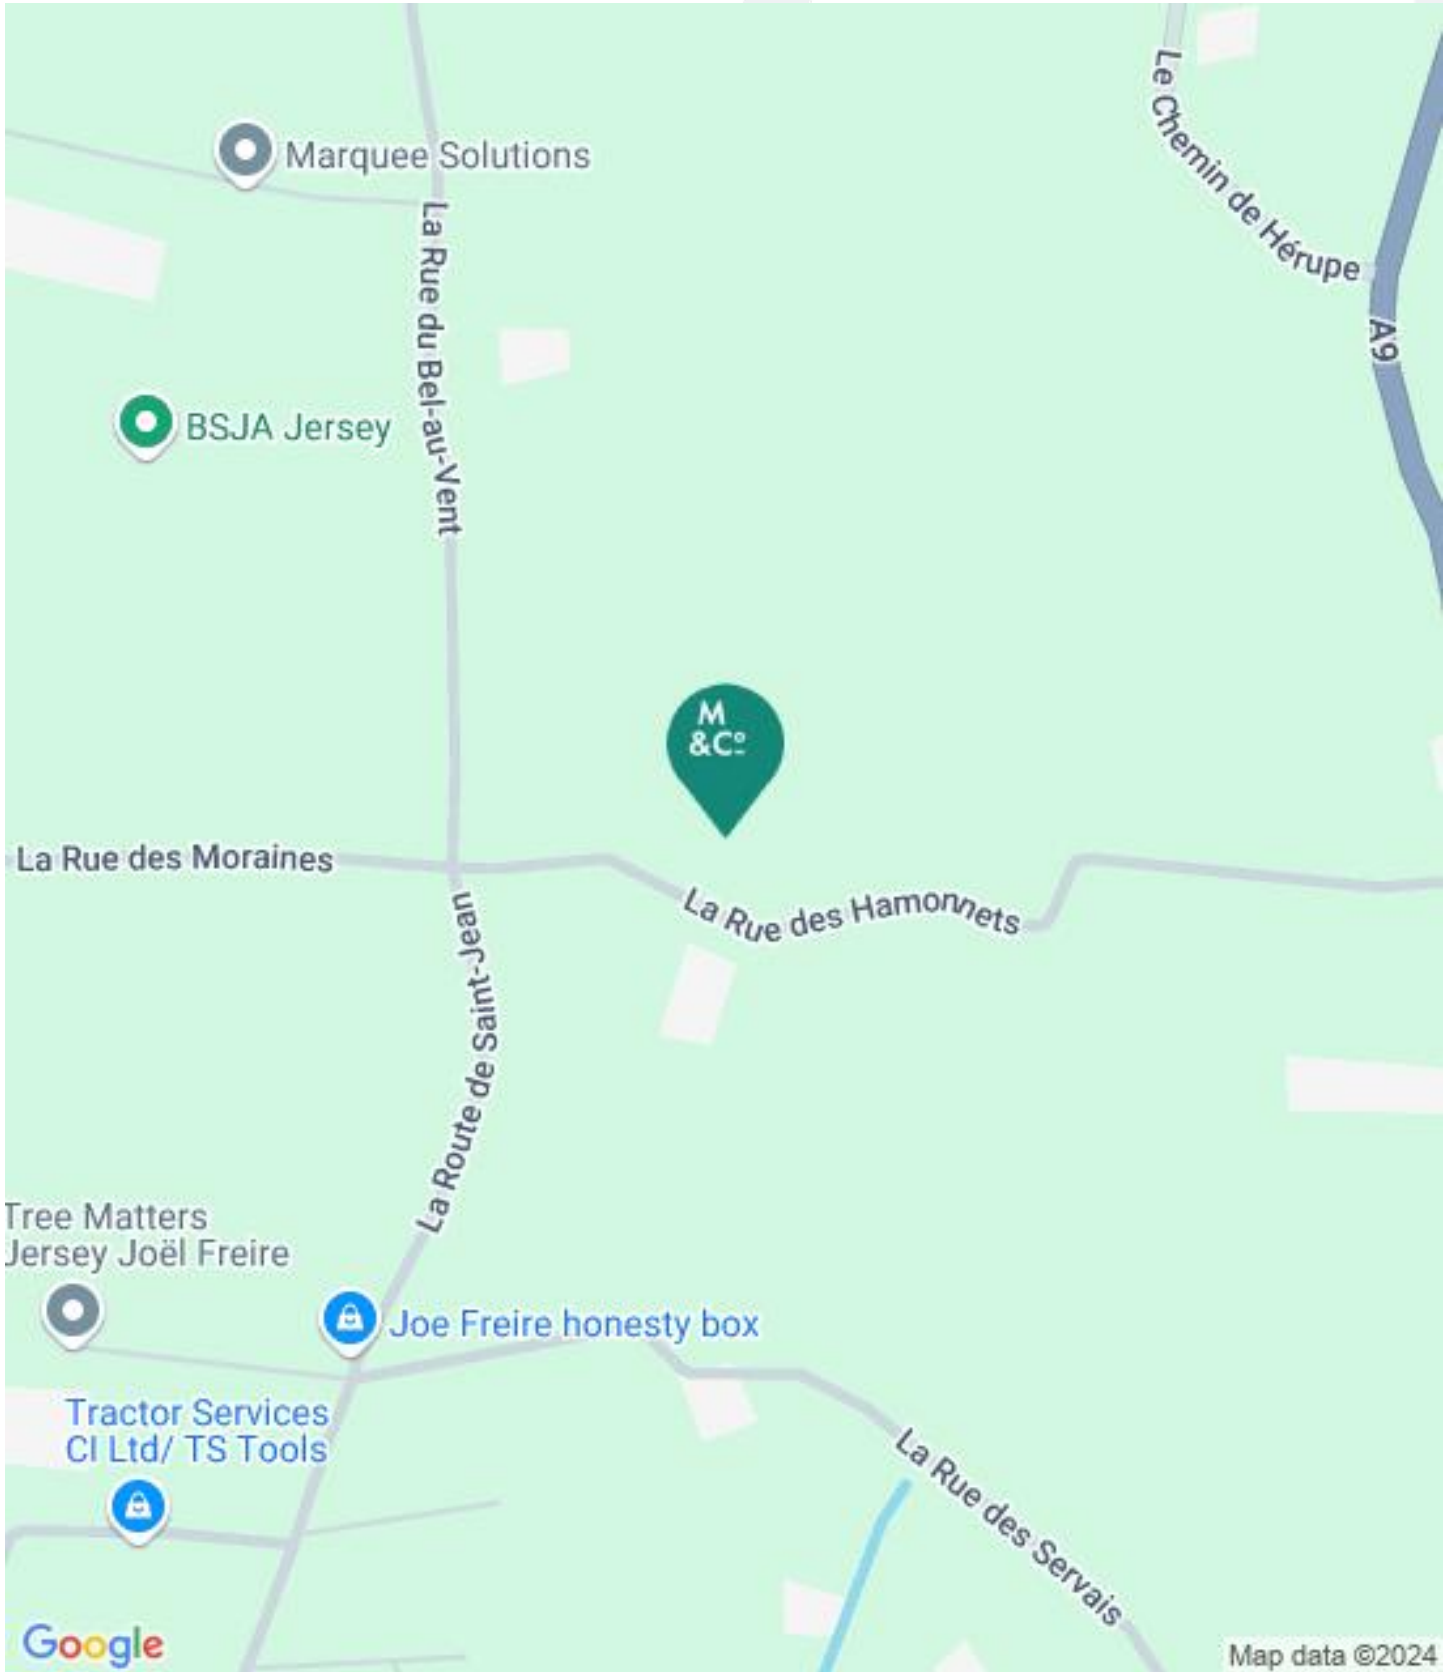 Le Chemin de Hérupe
Marquee Solutions
La Rue du Bel-au-Vent
A9
BSJA Jersey
M
&Cº
La Rue des Moraines
La Rue des Hamonnets
La Route de Saint-Jean
Tree Matters
Jersey Joël Freire
Joe Freire honesty box
Tractor Services
CI Ltd/ TS Tools
La Rue des Servais
Google
Map data ©2024